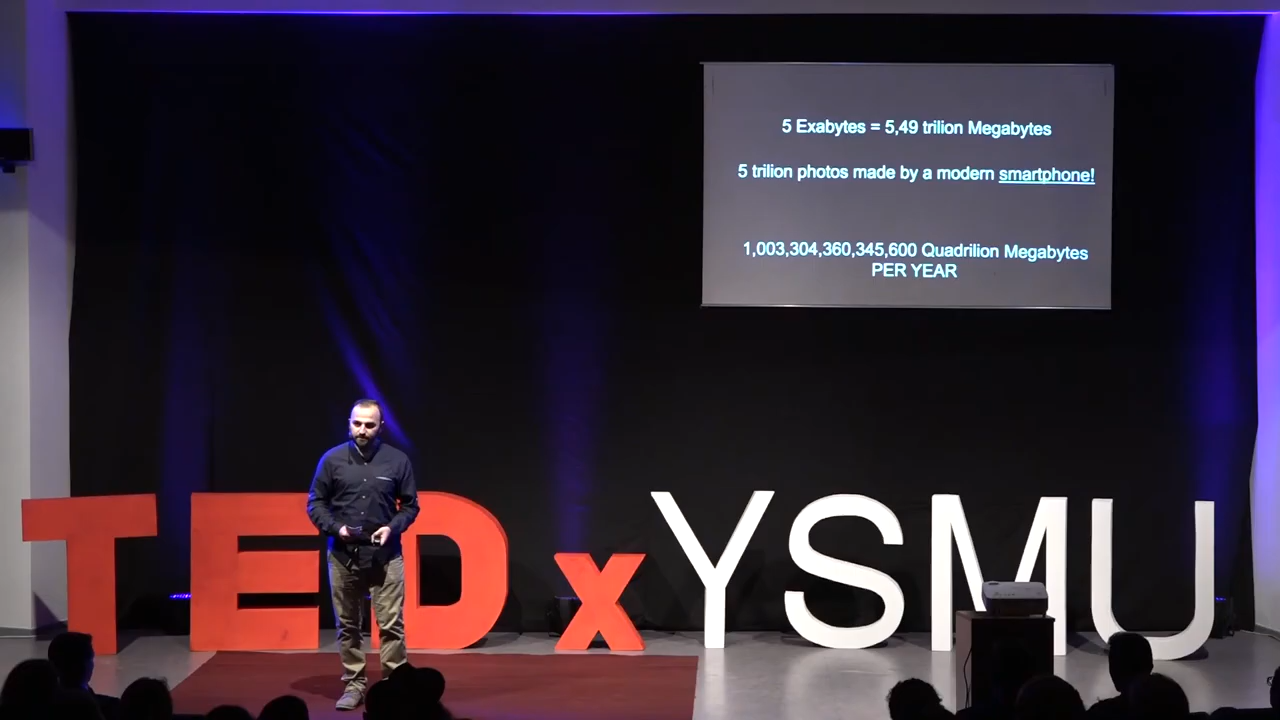 5 Exabytes = 5,49 trilion Megabytes
5 trilion photos made by a modern smartphone!
1,003,304,360,345,600 Quadrilion Megabytes
PER YEAR
TEDxYSMU